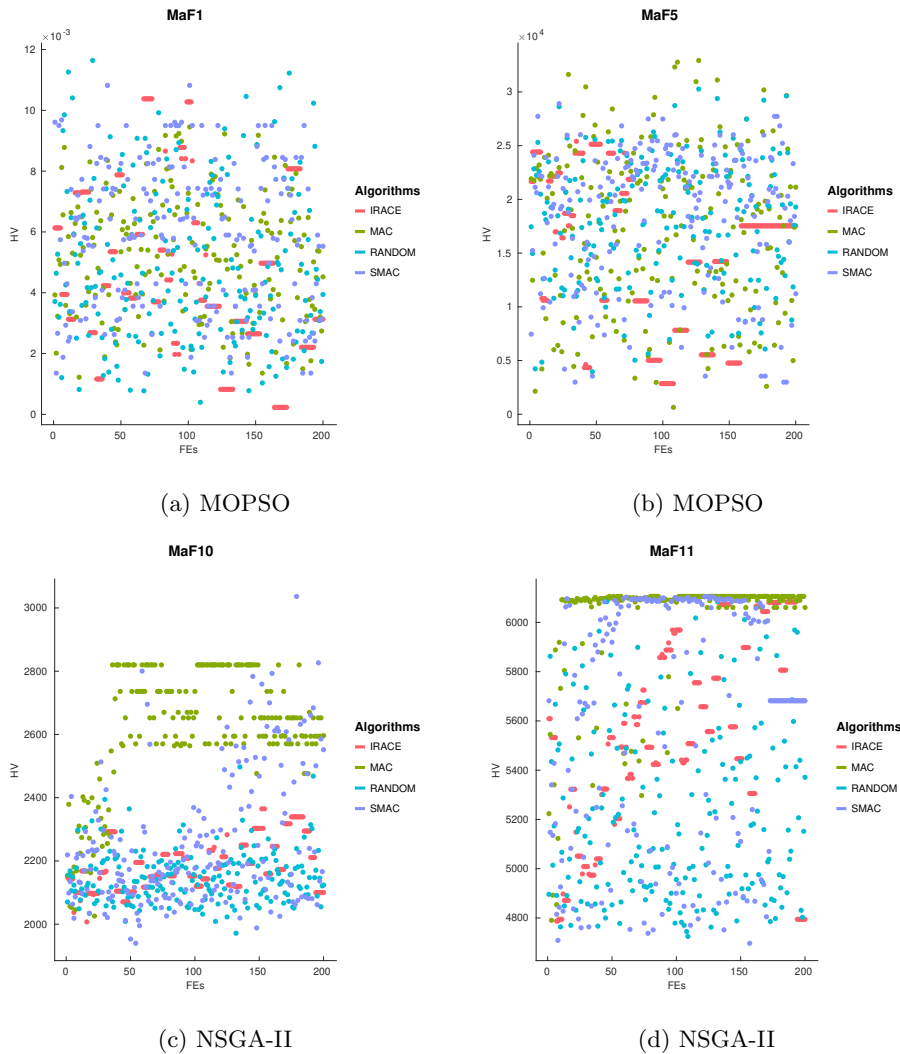 MaF1
×10⁻³
12
10
8
6
4
2
0
HV
0 50 100 150 200
FEs
Algorithms
IRACE
MAC
RANDOM
SMAC
(a) MOPSO
MaF5
×10⁴
3
2.5
2
1.5
1
0.5
0
HV
0 50 100 150 200
FEs
Algorithms
IRACE
MAC
RANDOM
SMAC
(b) MOPSO
MaF10
3000
2800
2600
2400
2200
2000
HV
0 50 100 150 200
FEs
Algorithms
IRACE
MAC
RANDOM
SMAC
(c) NSGA-II
MaF11
6000
5800
5600
5400
5200
5000
4800
HV
0 50 100 150 200
FEs
Algorithms
IRACE
MAC
RANDOM
SMAC
(d) NSGA-II